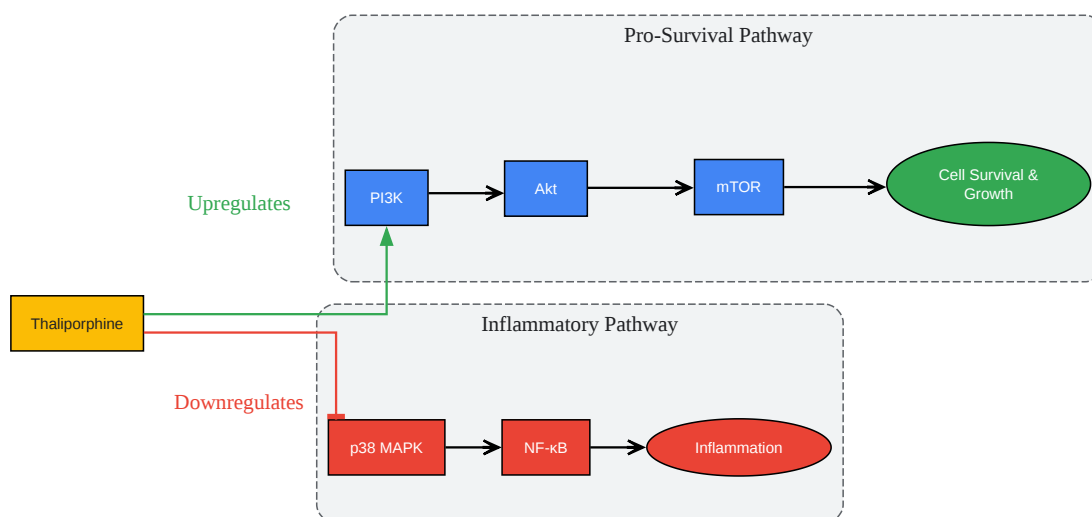 Pro-Survival Pathway
PI3K
Akt
mTOR
Cell Survival &
Growth
Upregulates
Thaliporphine
Inflammatory Pathway
Downregulates
p38 MAPK
NF-κB
Inflammation